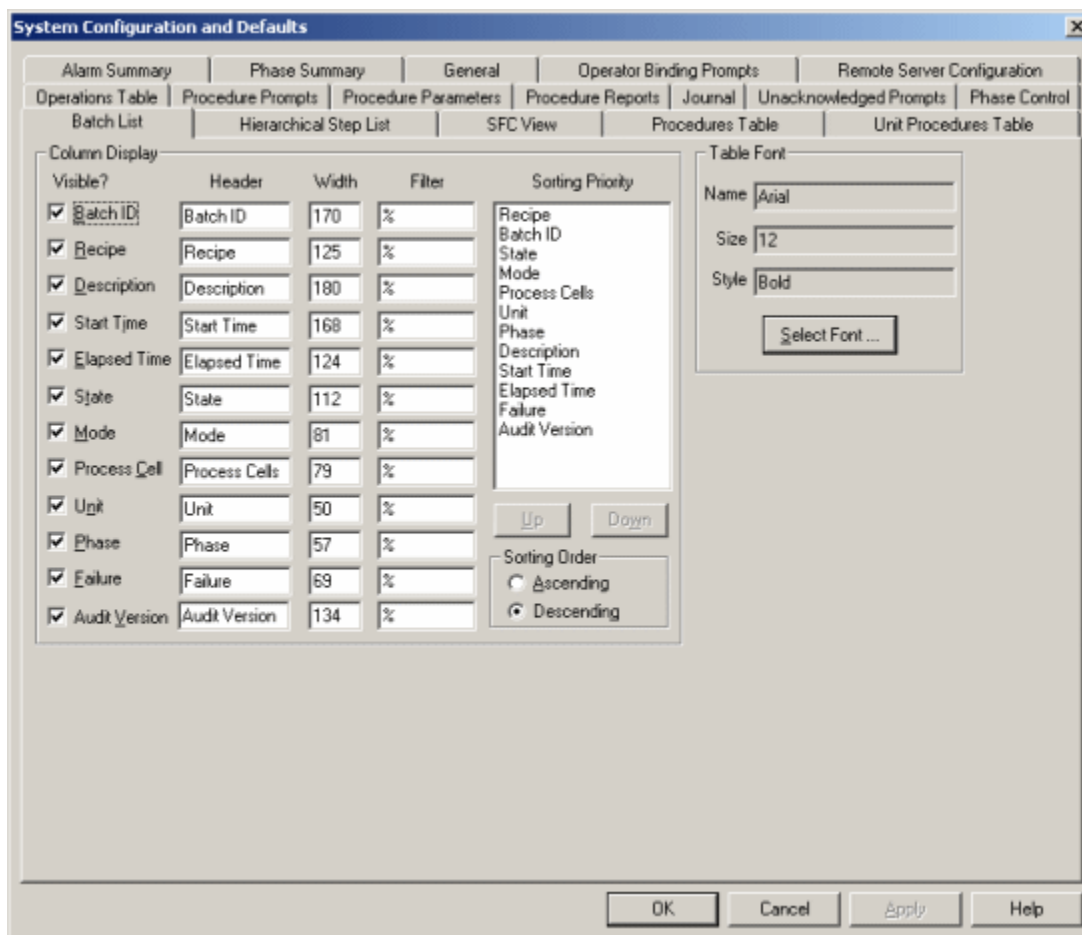 System Configuration and Defaults
Alarm Summary Phase Summary General Operator Binding Prompts Remote Server Configuration
Operations Table Procedure Prompts Procedure Parameters Procedure Reports Journal Unacknowledged Prompts Phase Control
Batch List Hierarchical Step List SFC View Procedures Table Unit Procedures Table
Column Display
Visible? Header Width Filter
Batch ID Batch ID 170 %
Recipe Recipe 125 %
Description Description 180 %
Start Time Start Time 168 %
Elapsed Time Elapsed Time 124 %
State State 112 %
Mode Mode 81 %
Process Cell Process Cells 79 %
Unit Unit 50 %
Phase Phase 57 %
Failure Failure 69 %
Audit Version Audit Version 134 %
Sorting Priority
Recipe
Batch ID
State
Mode
Process Cells
Unit
Phase
Description
Start Time
Elapsed Time
Failure
Audit Version
Up Down
Sorting Order
Ascending
Descending
Table Font
Name Arial
Size 12
Style Bold
Select Font ...
OK Cancel Apply Help